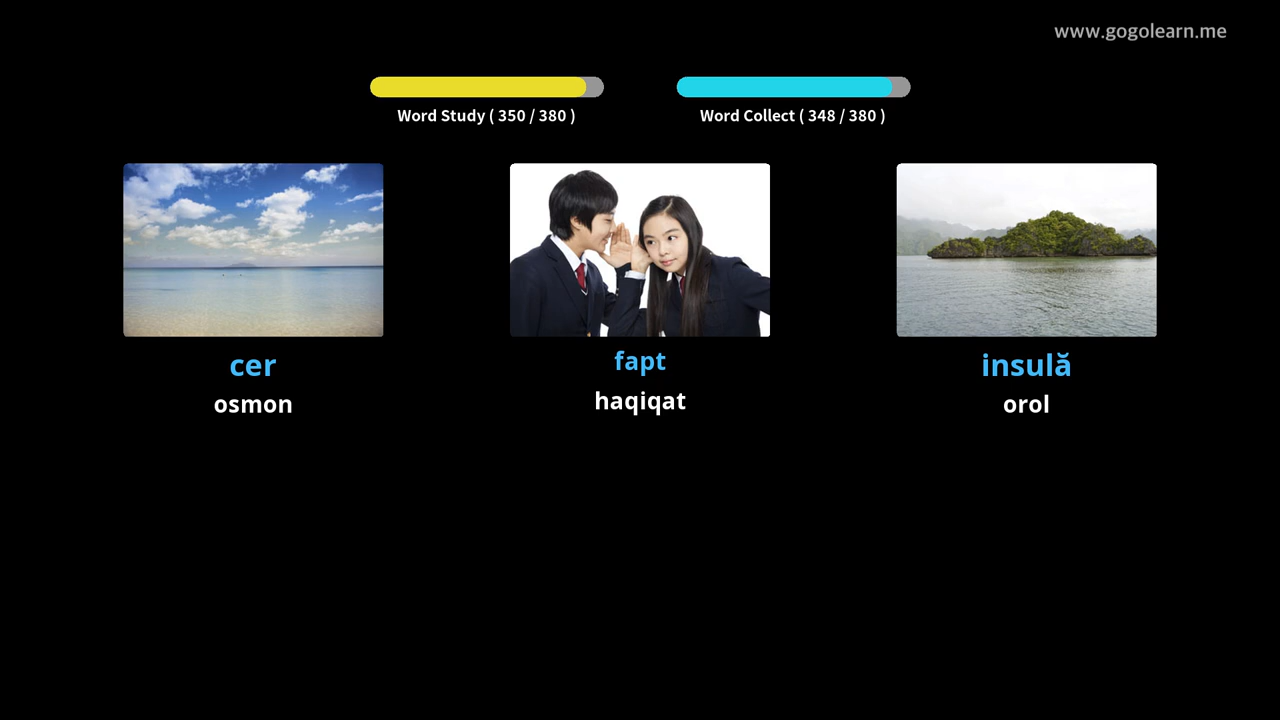 www.gogolearn.me
Word Study ( 350 / 380 )
Word Collect ( 348 / 380 )
cer
osmon
fapt
haqiqat
insulă
orol